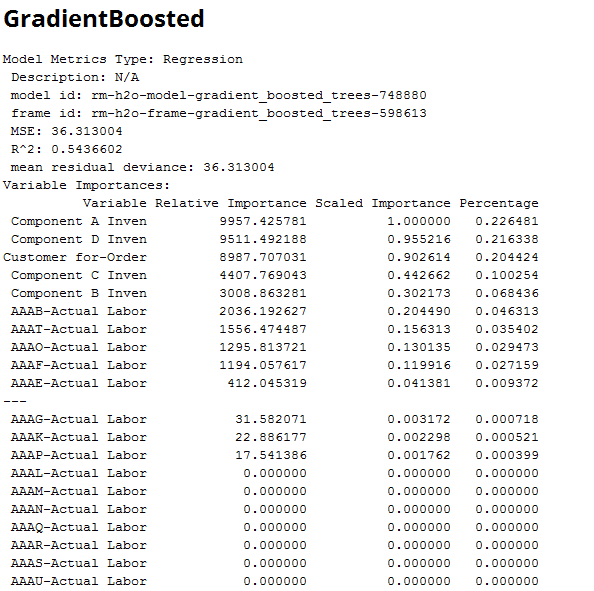 GradientBoosted
Model Metrics Type: Regression
Description: N/A
model id: rm-h2o-model-gradient_boosted_trees-748880
frame id: rm-h2o-frame-gradient_boosted_trees-598613
MSE: 36.313004
R^2: 0.5436602
mean residual deviance: 36.313004
Variable Importances:
Variable Relative Importance Scaled Importance Percentage
Component A Inven 9957.425781 1.000000 0.226481
Component D Inven 9511.492188 0.955216 0.216338
Customer for-Order 8987.707031 0.902614 0.204424
Component C Inven 4407.769043 0.442662 0.100254
Component B Inven 3008.863281 0.302173 0.068436
AAAB-Actual Labor 2036.192627 0.204490 0.046313
AAAT-Actual Labor 1556.474487 0.156313 0.035402
AAAO-Actual Labor 1295.813721 0.130135 0.029473
AAAF-Actual Labor 1194.057617 0.119916 0.027159
AAAE-Actual Labor 412.045319 0.041381 0.009372
---
AAAG-Actual Labor 31.582071 0.003172 0.000718
AAAK-Actual Labor 22.886177 0.002298 0.000521
AAAP-Actual Labor 17.541386 0.001762 0.000399
AAAL-Actual Labor 0.000000 0.000000 0.000000
AAAM-Actual Labor 0.000000 0.000000 0.000000
AAAN-Actual Labor 0.000000 0.000000 0.000000
AAAQ-Actual Labor 0.000000 0.000000 0.000000
AAAR-Actual Labor 0.000000 0.000000 0.000000
AAAS-Actual Labor 0.000000 0.000000 0.000000
AAAU-Actual Labor 0.000000 0.000000 0.000000